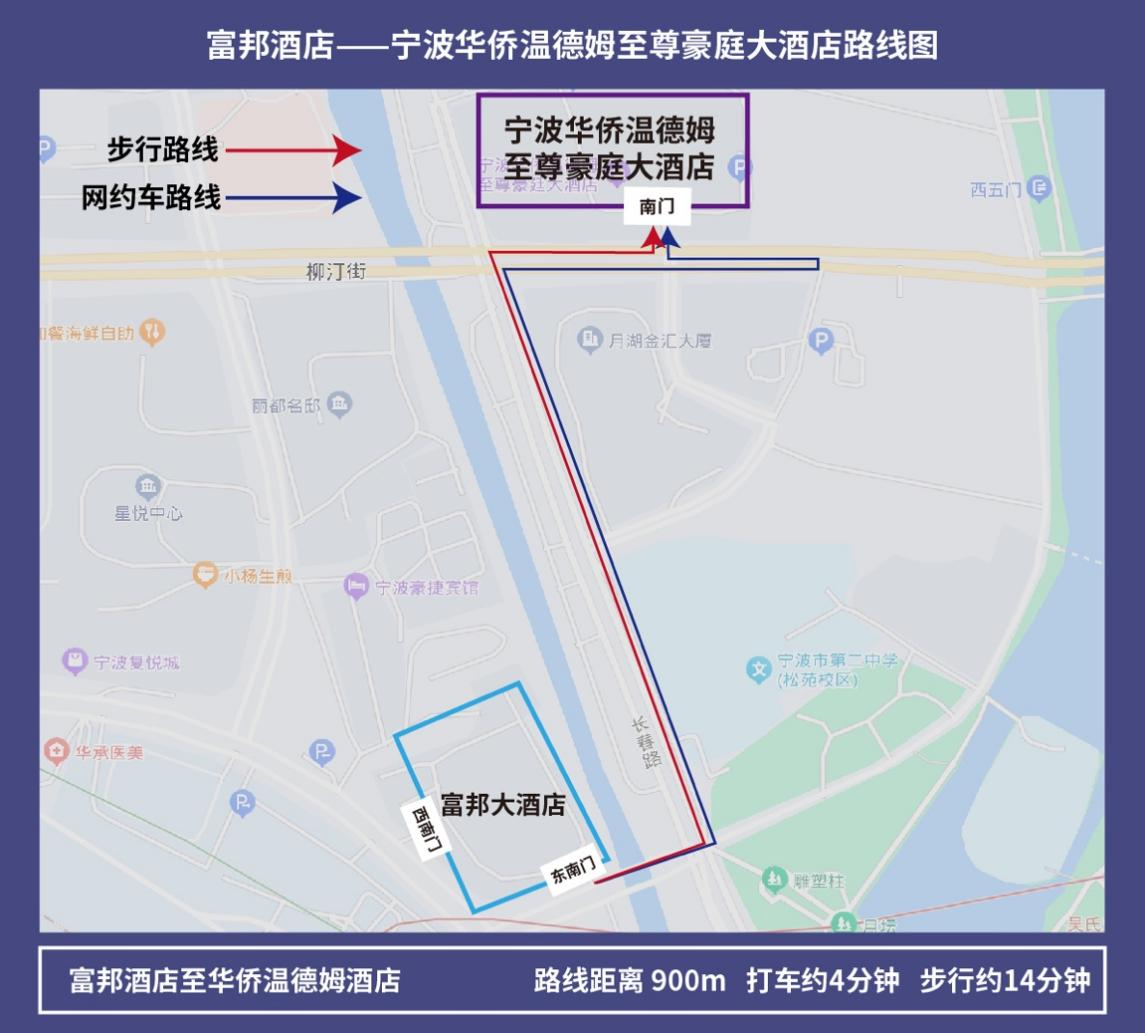 富邦酒店——宁波华侨温德姆至尊豪庭大酒店路线图
步行路线
网约车路线
宁波华侨温德姆
至尊豪庭大酒店
南门
西五门
柳汀街
餐海鲜自助
月湖金汇大厦
丽都名邸
星悦中心
小杨生煎
宁波豪捷宾馆
宁波复悦城
宁波市第二中学
(松苑校区)
长春路
华承医美
富邦大酒店
西南门
东南门
雕塑柱
月坛
吴氏
富邦酒店至华侨温德姆酒店
路线距离 900m 打车约4分钟 步行约14分钟